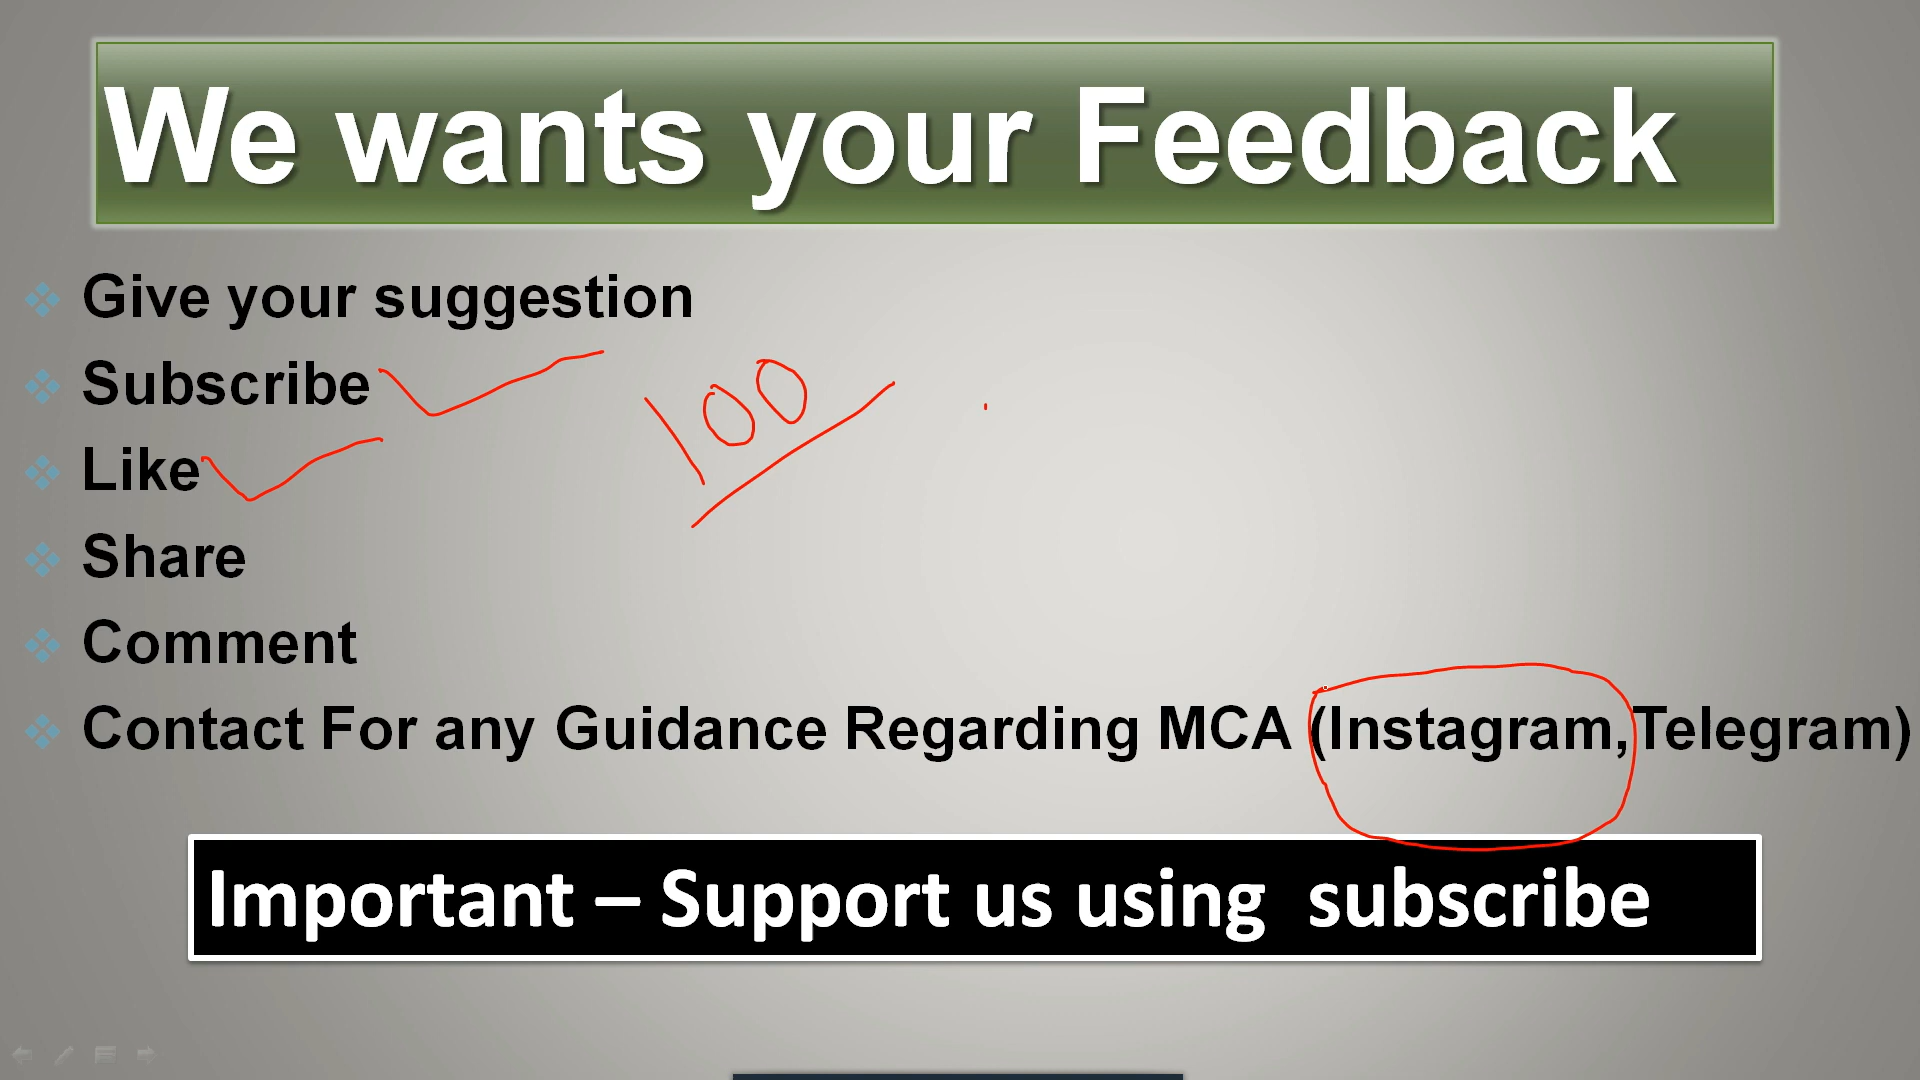 We wants your Feedback
Give your suggestion
Subscribe
Like
100
Share
Comment
Contact For any Guidance Regarding MCA (Instagram,Telegram)
Important – Support us using  subscribe